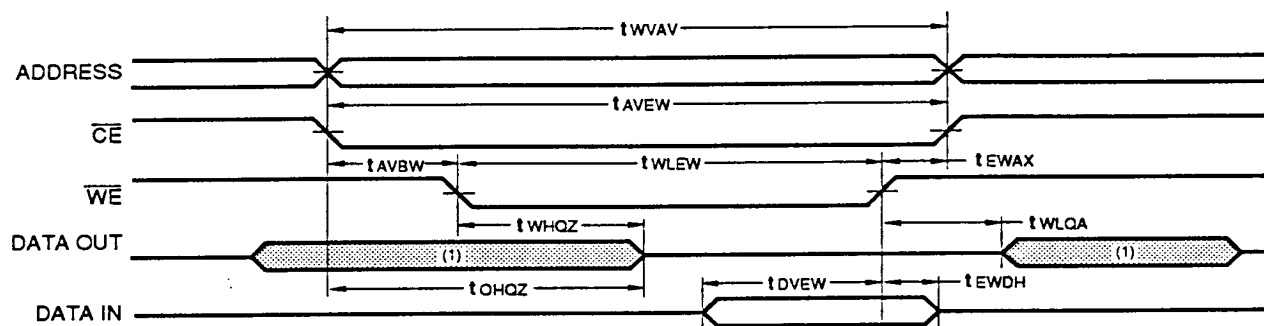 t WVAV
ADDRESS
t AVEW
CE
t AVBW
t WLEW
t EWAX
WE
t WHQZ
t WLQA
DATA OUT
(1)
(1)
t OHQZ
t DVEW
t EWDH
DATA IN